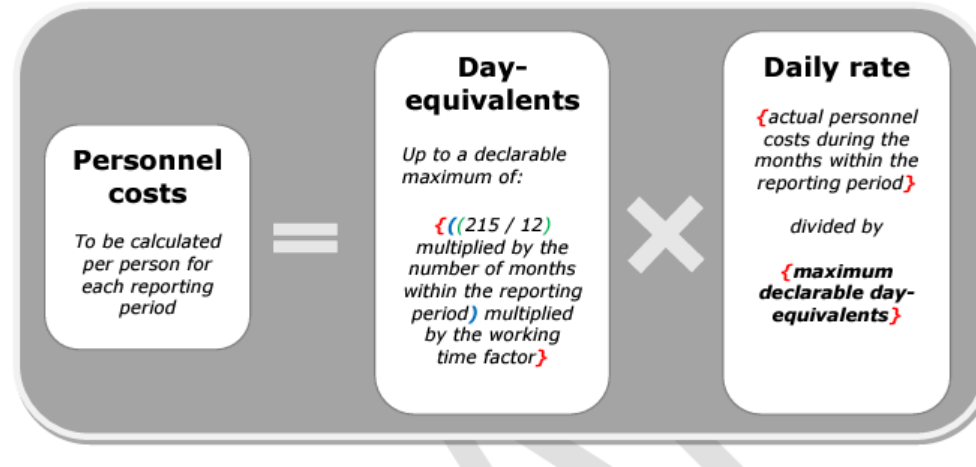 Personnel
costs
To be calculated
per person for
each reporting
period
=
Day-
equivalents
Up to a declarable
maximum of:
{((215 / 12)
multiplied by the
number of months
within the reporting
period) multiplied
by the working
time factor}
×
Daily rate
{actual personnel
costs during the
months within the
reporting period}
divided by
{maximum
declarable day-
equivalents}